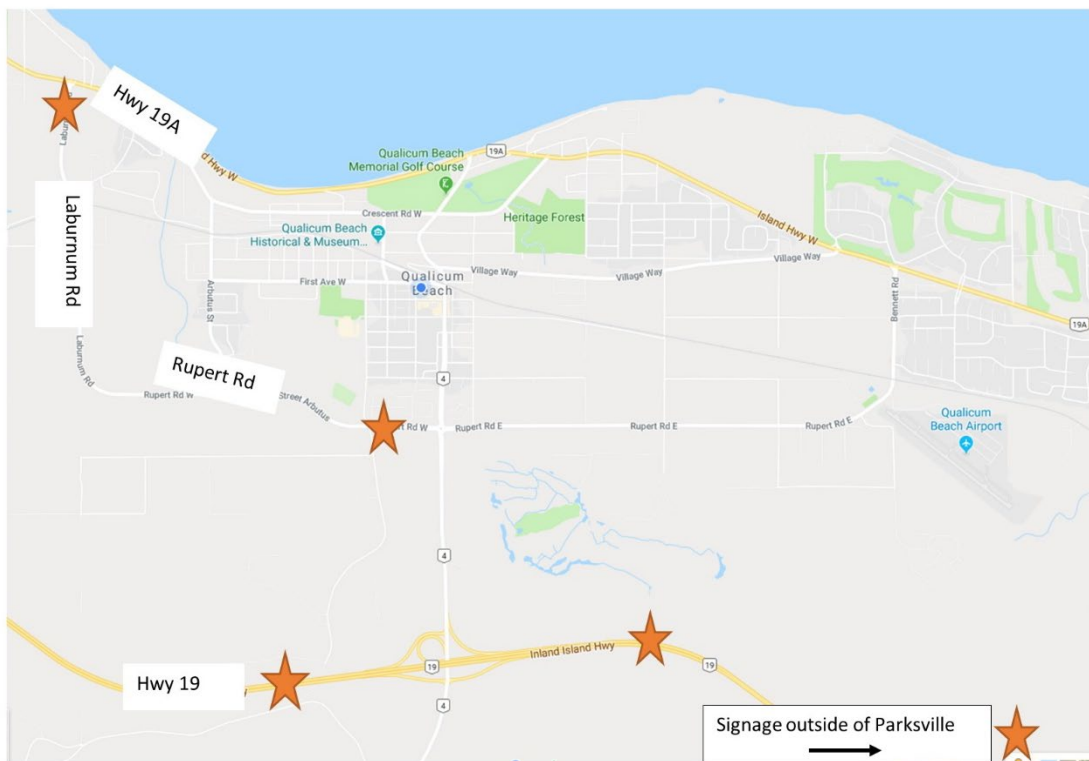 Hwy 19A
19A
Qualicum Beach
Memorial Golf Course
d Hwy W
Laburnum Rd
Crescent Rd W
Heritage Forest
Island Hwy W
Qualicum Beach
Historical & Museum...
Village Way
Village Way
Village Way
Qualicum
Beach
First Ave W
Arbutus St
Bennett Rd
19A
Laburnum Rd
Rupert Rd
4
Rupert Rd W
Street Arbutus
Rd W
Rupert Rd E
Rupert Rd E
Rupert Rd E
Qualicum
Beach Airport
4
Inland Island Hwy
19
19
Hwy 19
4
Signage outside of Parksville